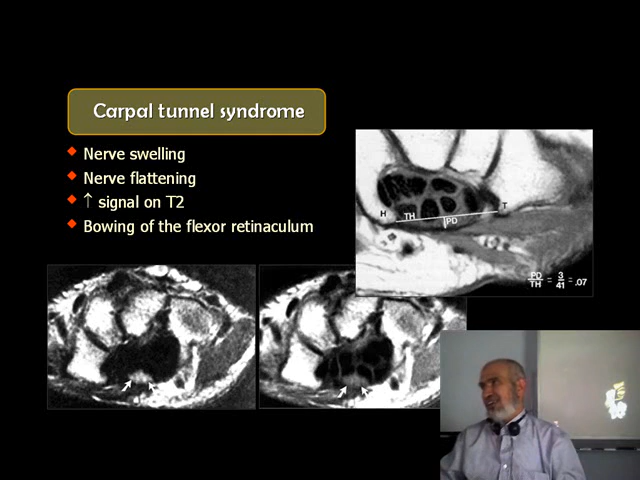 Carpal tunnel syndrome
Nerve swelling
Nerve flattening
↑ signal on T2
Bowing of the flexor retinaculum
H
TH
PD
T
PD/TH = 3/41 = .07